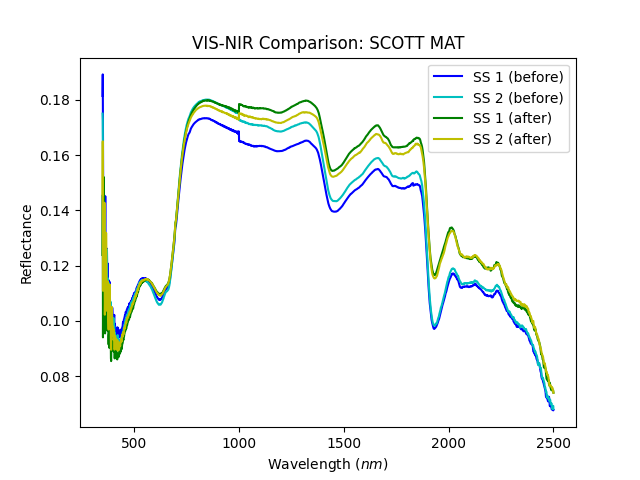 VIS-NIR Comparison: SCOTT MAT
SS 1 (before)
SS 2 (before)
SS 1 (after)
SS 2 (after)
Reflectance
0.18
0.16
0.14
0.12
0.10
0.08
500
1000
1500
2000
2500
Wavelength (nm)